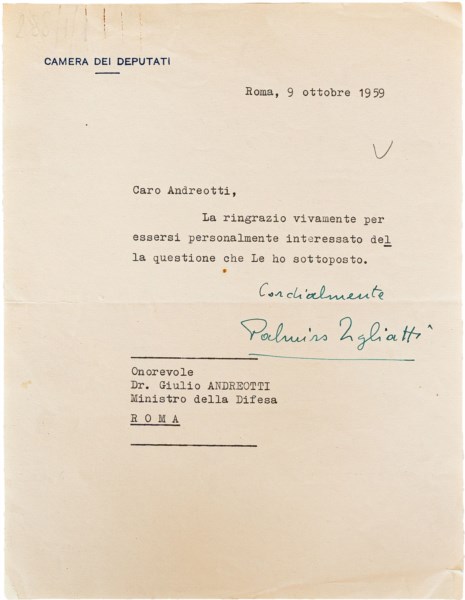 CAMERA DEI DEPUTATI
Roma, 9 ottobre 1959
Caro Andreotti,
La ringrazio vivamente per
essersi personalmente interessato del
la questione che Le ho sottoposto.
Cordialmente
Palmiro Togliatti
Onorevole
Dr. Giulio ANDREOTTI
Ministro della Difesa
R O M A